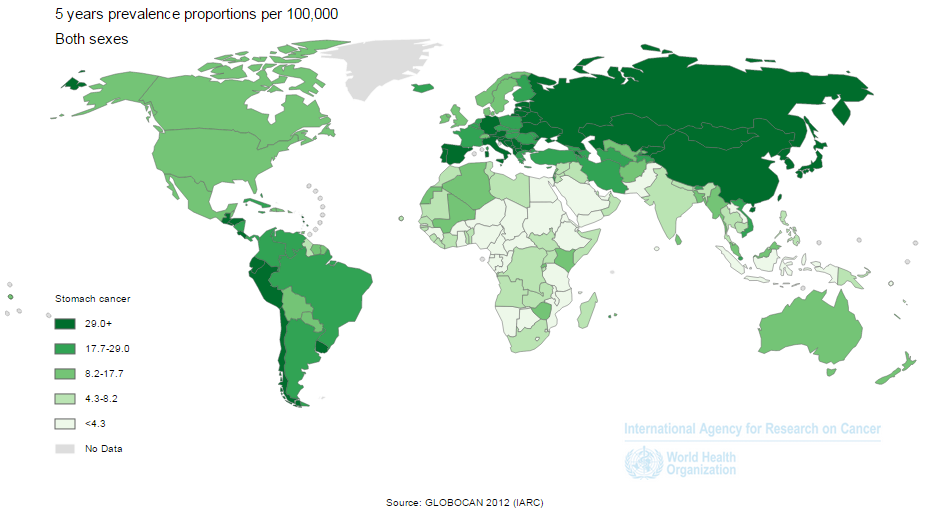 5 years prevalence proportions per 100,000
Both sexes
Stomach cancer
29.0+
17.7-29.0
8.2-17.7
4.3-8.2
<4.3
No Data
International Agency for Research on Cancer
World Health
Organization
Source: GLOBOCAN 2012 (IARC)